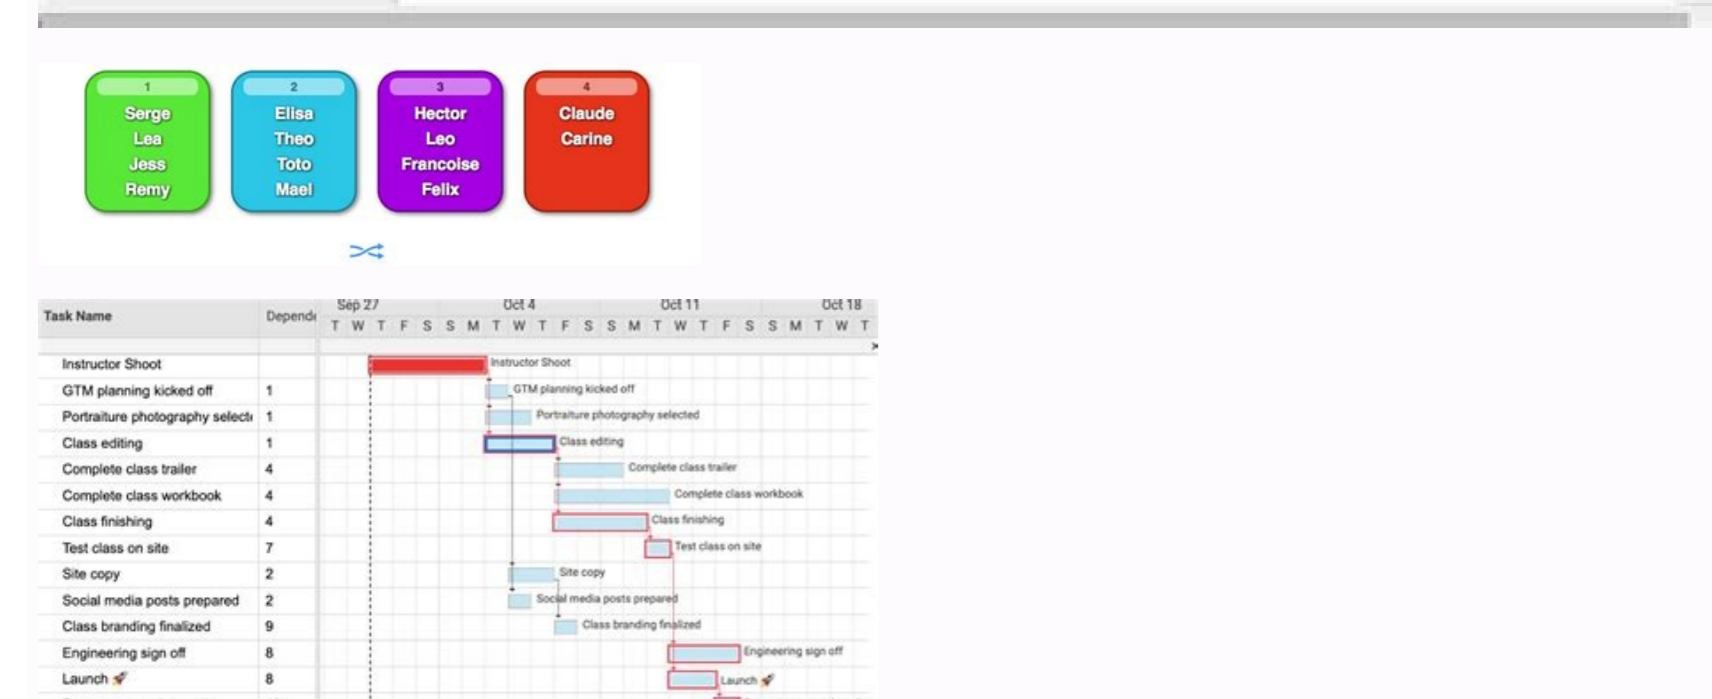 1 2 3 4
Serge Elisa Hector Claude
Lea Theo Leo Carine
Jess Toto Francoise
Remy Mael Felix
Sep 27 Oct 4 Oct 11 Oct 18
Task Name Depende
T W T F S S M T W T F S S M T W T F S S M T W T
Instructor Shoot Instructor Shoot
GTM planning kicked off 1 GTM planning kicked off
Portraiture photography selecte 1 Portraiture photography selected
Class editing 1 Class editing
Complete class trailer 4 Complete class trailer
Complete class workbook 4 Complete class workbook
Class finishing 4 Class finishing
Test class on site 7 Test class on site
Site copy 2 Site copy
Social media posts prepared 2 Social media posts prepared
Class branding finalized 9 Class branding finalized
Engineering sign off 8 Engineering sign off
Launch 🚀 8 Launch 🚀